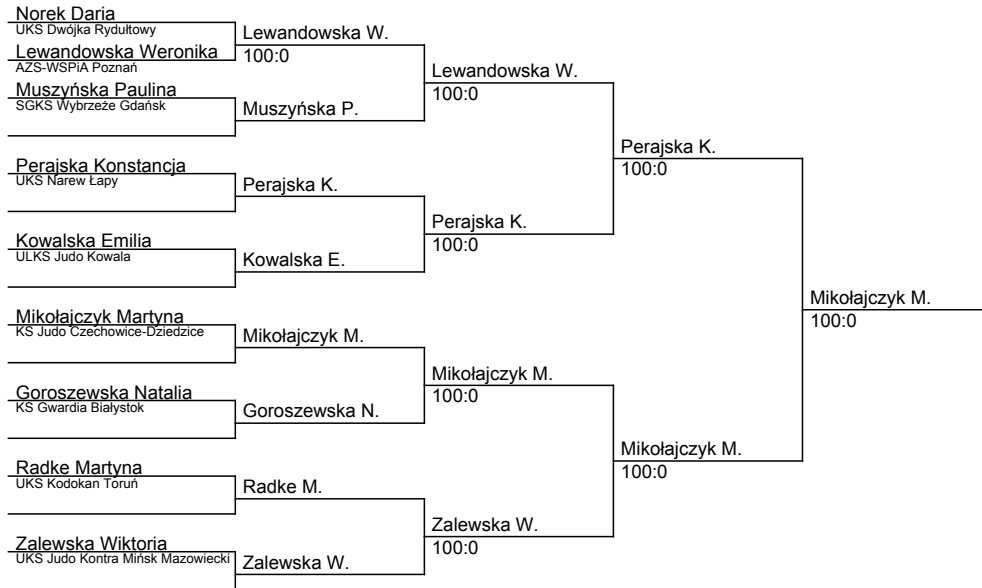 Norek Daria
UKS Dwójka Rydułtowy
Lewandowska Weronika
AZS-WSPiA Poznań
Muszyńska Paulina
SGKS Wybrzeże Gdańsk
Perajska Konstancja
UKS Narew Łapy
Kowalska Emilia
ULKS Judo Kowala
Mikołajczyk Martyna
KS Judo Czechowice-Dziedzice
Goroszewska Natalia
KS Gwardia Białystok
Radke Martyna
UKS Kodokan Toruń
Zalewska Wiktoria
UKS Judo Kontra Mińsk Mazowiecki
Lewandowska W.
100:0
Muszyńska P.
Perajska K.
Kowalska E.
Mikołajczyk M.
Goroszewska N.
Radke M.
Zalewska W.
Lewandowska W.
100:0
Perajska K.
100:0
Mikołajczyk M.
100:0
Zalewska W.
100:0
Perajska K.
100:0
Mikołajczyk M.
100:0
Mikołajczyk M.
100:0